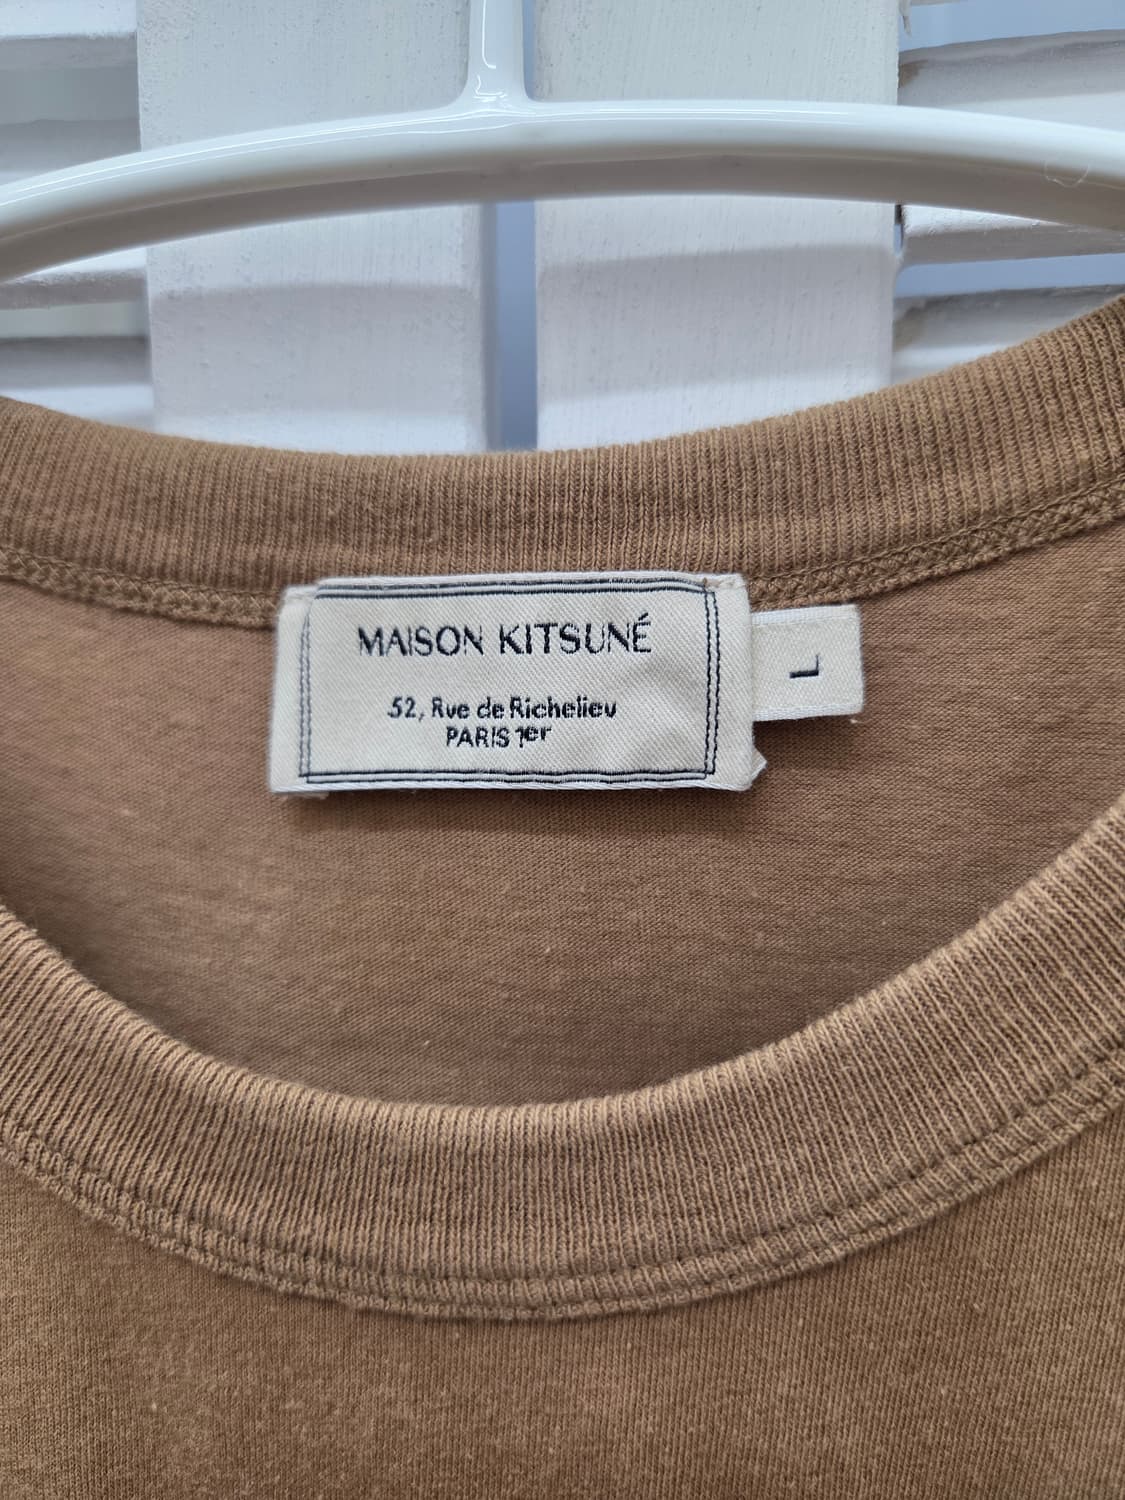 MAISON KITSUNÉ
52, Rue de Richelieu
PARIS 1er
L